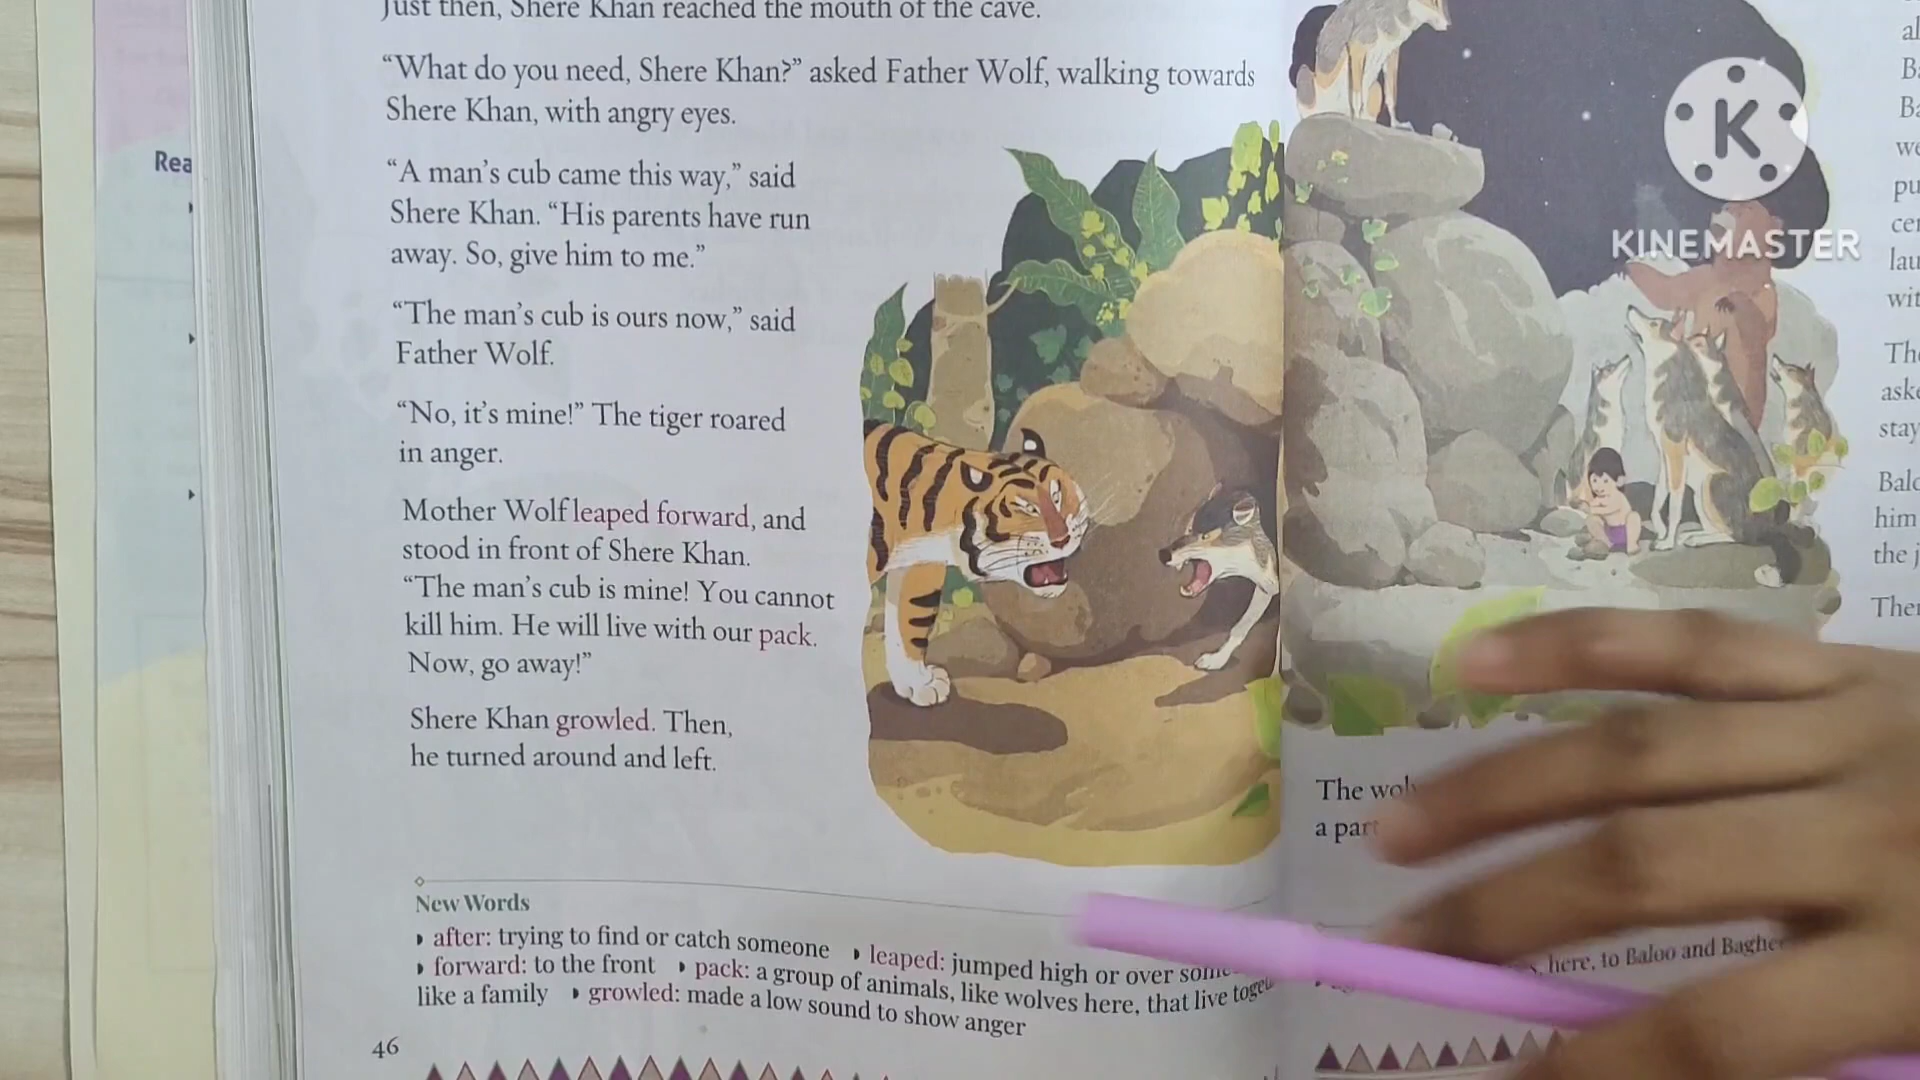 Just then, Shere Khan reached the mouth of the cave.
“What do you need, Shere Khan?” asked Father Wolf, walking towards
Shere Khan, with angry eyes.
“A man’s cub came this way,” said
Shere Khan. “His parents have run
away. So, give him to me.”
“The man’s cub is ours now,” said
Father Wolf.
“No, it’s mine!” The tiger roared
in anger.
Mother Wolf leaped forward, and
stood in front of Shere Khan.
“The man’s cub is mine! You cannot
kill him. He will live with our pack.
Now, go away!”
Shere Khan growled. Then,
he turned around and left.
New Words
after: trying to find or catch someone leaped: jumped high or over
forward: to the front pack: a group of animals, like wolves here, that live
like a family growled: made a low sound to show anger
46
Rea
K
KINEMASTER
The
a
here, to Baloo and
him
the